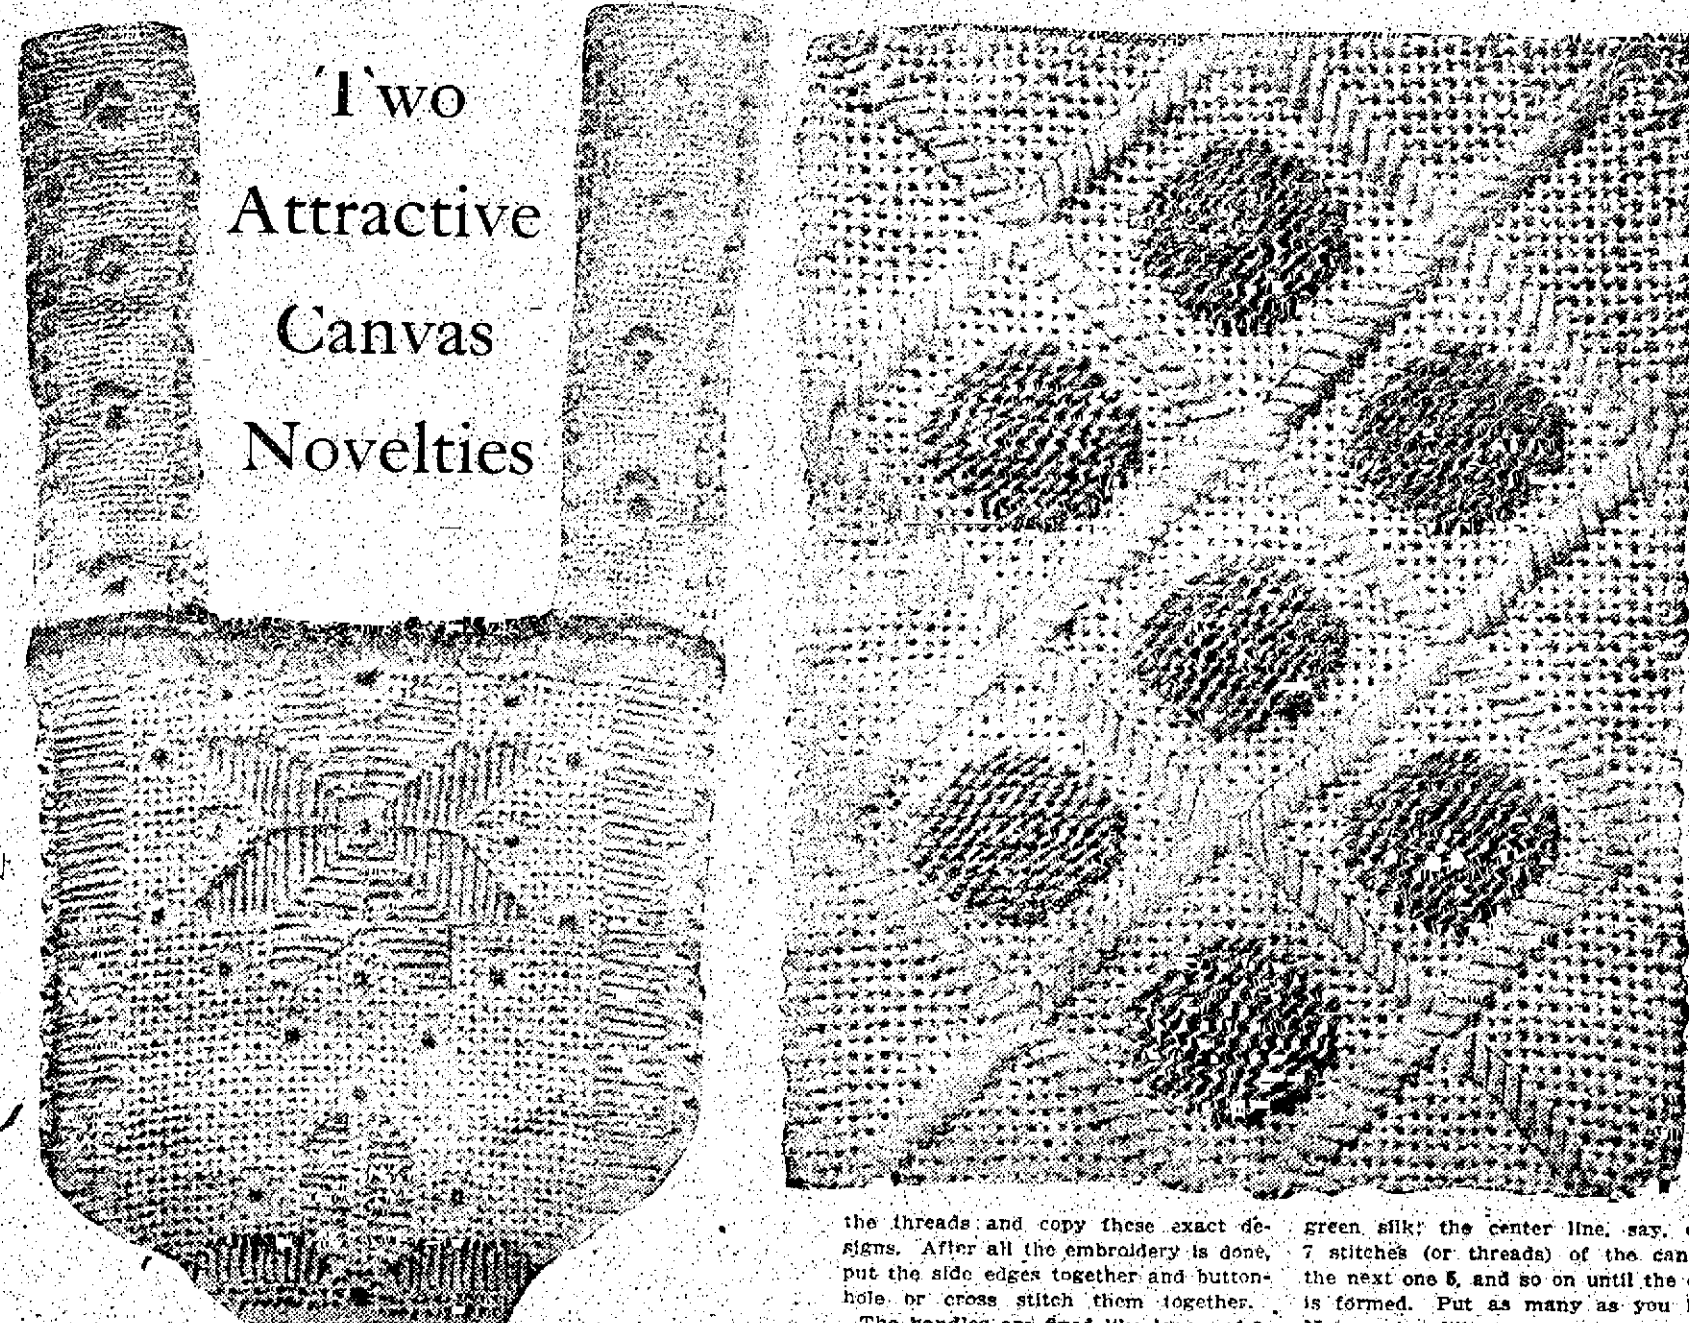 Two
Attractive
Canvas
Novelties
the threads and copy these exact de-
signs. After all the embroidery is done,
put the side edges together and button-
hole or cross stitch them together.
The handles are
green silk; the center line, say,
7 stitches (or threads) of the
the next one 5, and so on until the
is formed. Put as many as you